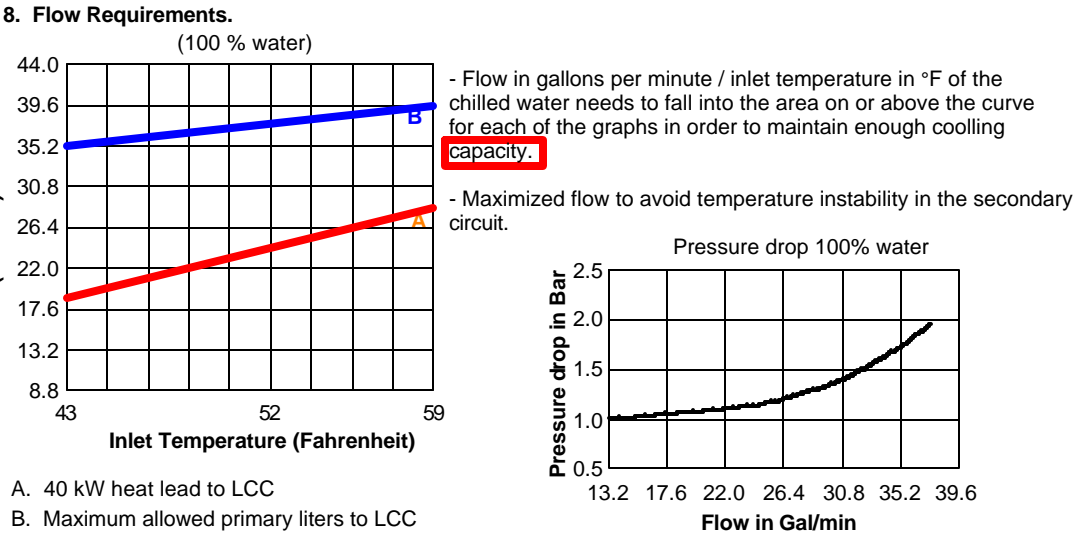 8. Flow Requirements.
(100 % water)
44.0
39.6
35.2
30.8
26.4
22.0
17.6
13.2
8.8
B
A
43 52 59
Inlet Temperature (Fahrenheit)
A. 40 kW heat lead to LCC
B. Maximum allowed primary liters to LCC
- Flow in gallons per minute / inlet temperature in °F of the
chilled water needs to fall into the area on or above the curve
for each of the graphs in order to maintain enough coolling
capacity.
- Maximized flow to avoid temperature instability in the secondary
circuit.
Pressure drop 100% water
Pressure drop in Bar
2.5
2.0
1.5
1.0
0.5
13.2 17.6 22.0 26.4 30.8 35.2 39.6
Flow in Gal/min